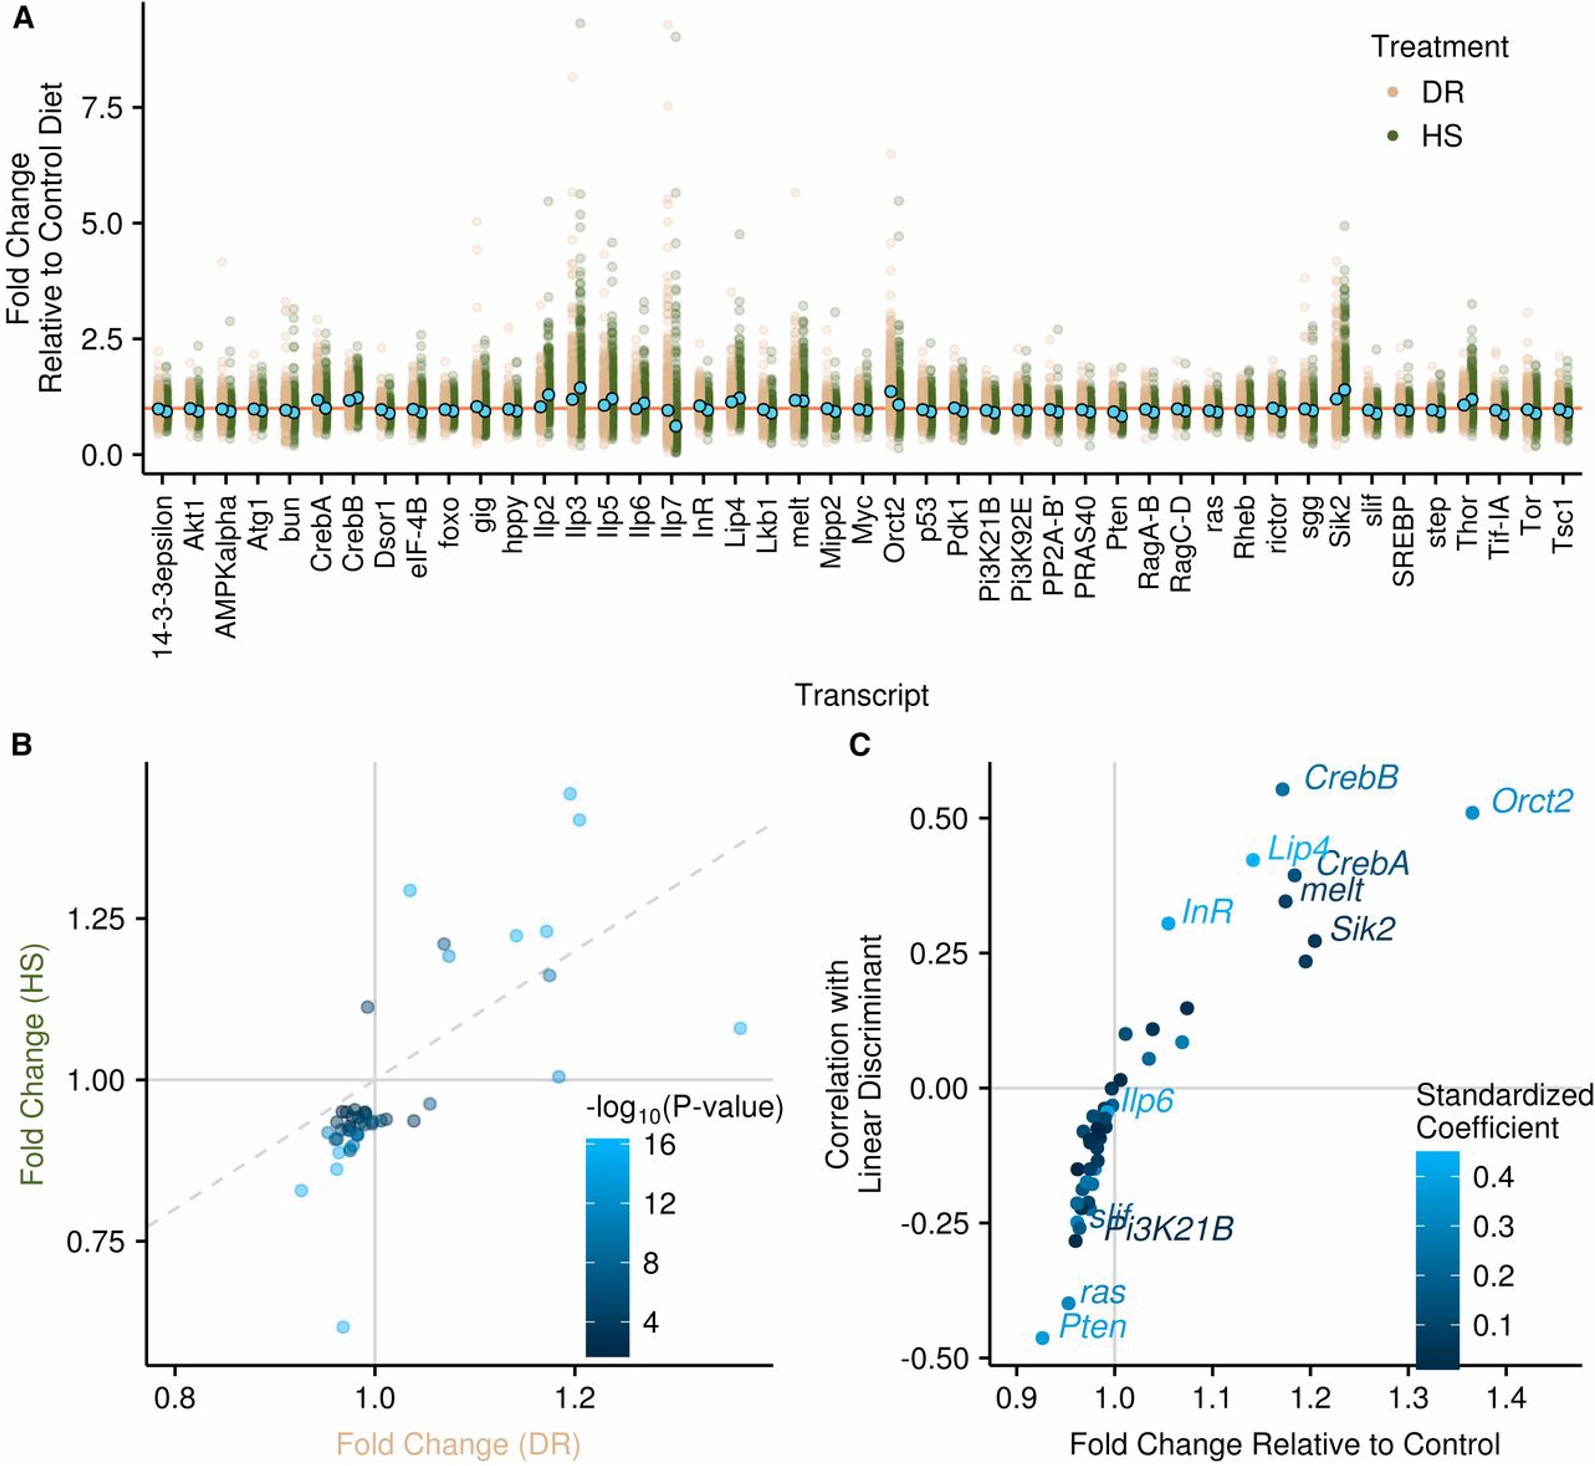 A
Fold Change
Relative to Control Diet
7.5
5.0
2.5
0.0
Treatment
DR
HS
14-3-3epsilon
Akt1
AMPKalpha
Atg1
bun
CrebA
CrebB
Dsor1
eIF-4B
foxo
gig
hppy
Ilp2
Ilp3
Ilp5
Ilp6
Ilp7
InR
Lip4
Lkb1
melt
Mipp2
Myc
Orct2
p53
Pdk1
Pi3K21B
Pi3K92E
PP2A-B'
PRAS40
Pten
RagA-B
RagC-D
ras
Rheb
rictor
sgg
Sik2
slif
SREBP
step
Thor
Tif-IA
Tor
Tsc1
Transcript
B
Fold Change (HS)
1.25
1.00
0.75
-log10(P-value)
16
12
8
4
0.8
1.0
1.2
Fold Change (DR)
C
Correlation with
Linear Discriminant
0.50
0.25
0.00
-0.25
-0.50
CrebB
Orct2
Lip4
CrebA
melt
InR
Sik2
Ilp6
slif
Pi3K21B
ras
Pten
Standardized
Coefficient
0.4
0.3
0.2
0.1
0.9
1.0
1.1
1.2
1.3
1.4
Fold Change Relative to Control